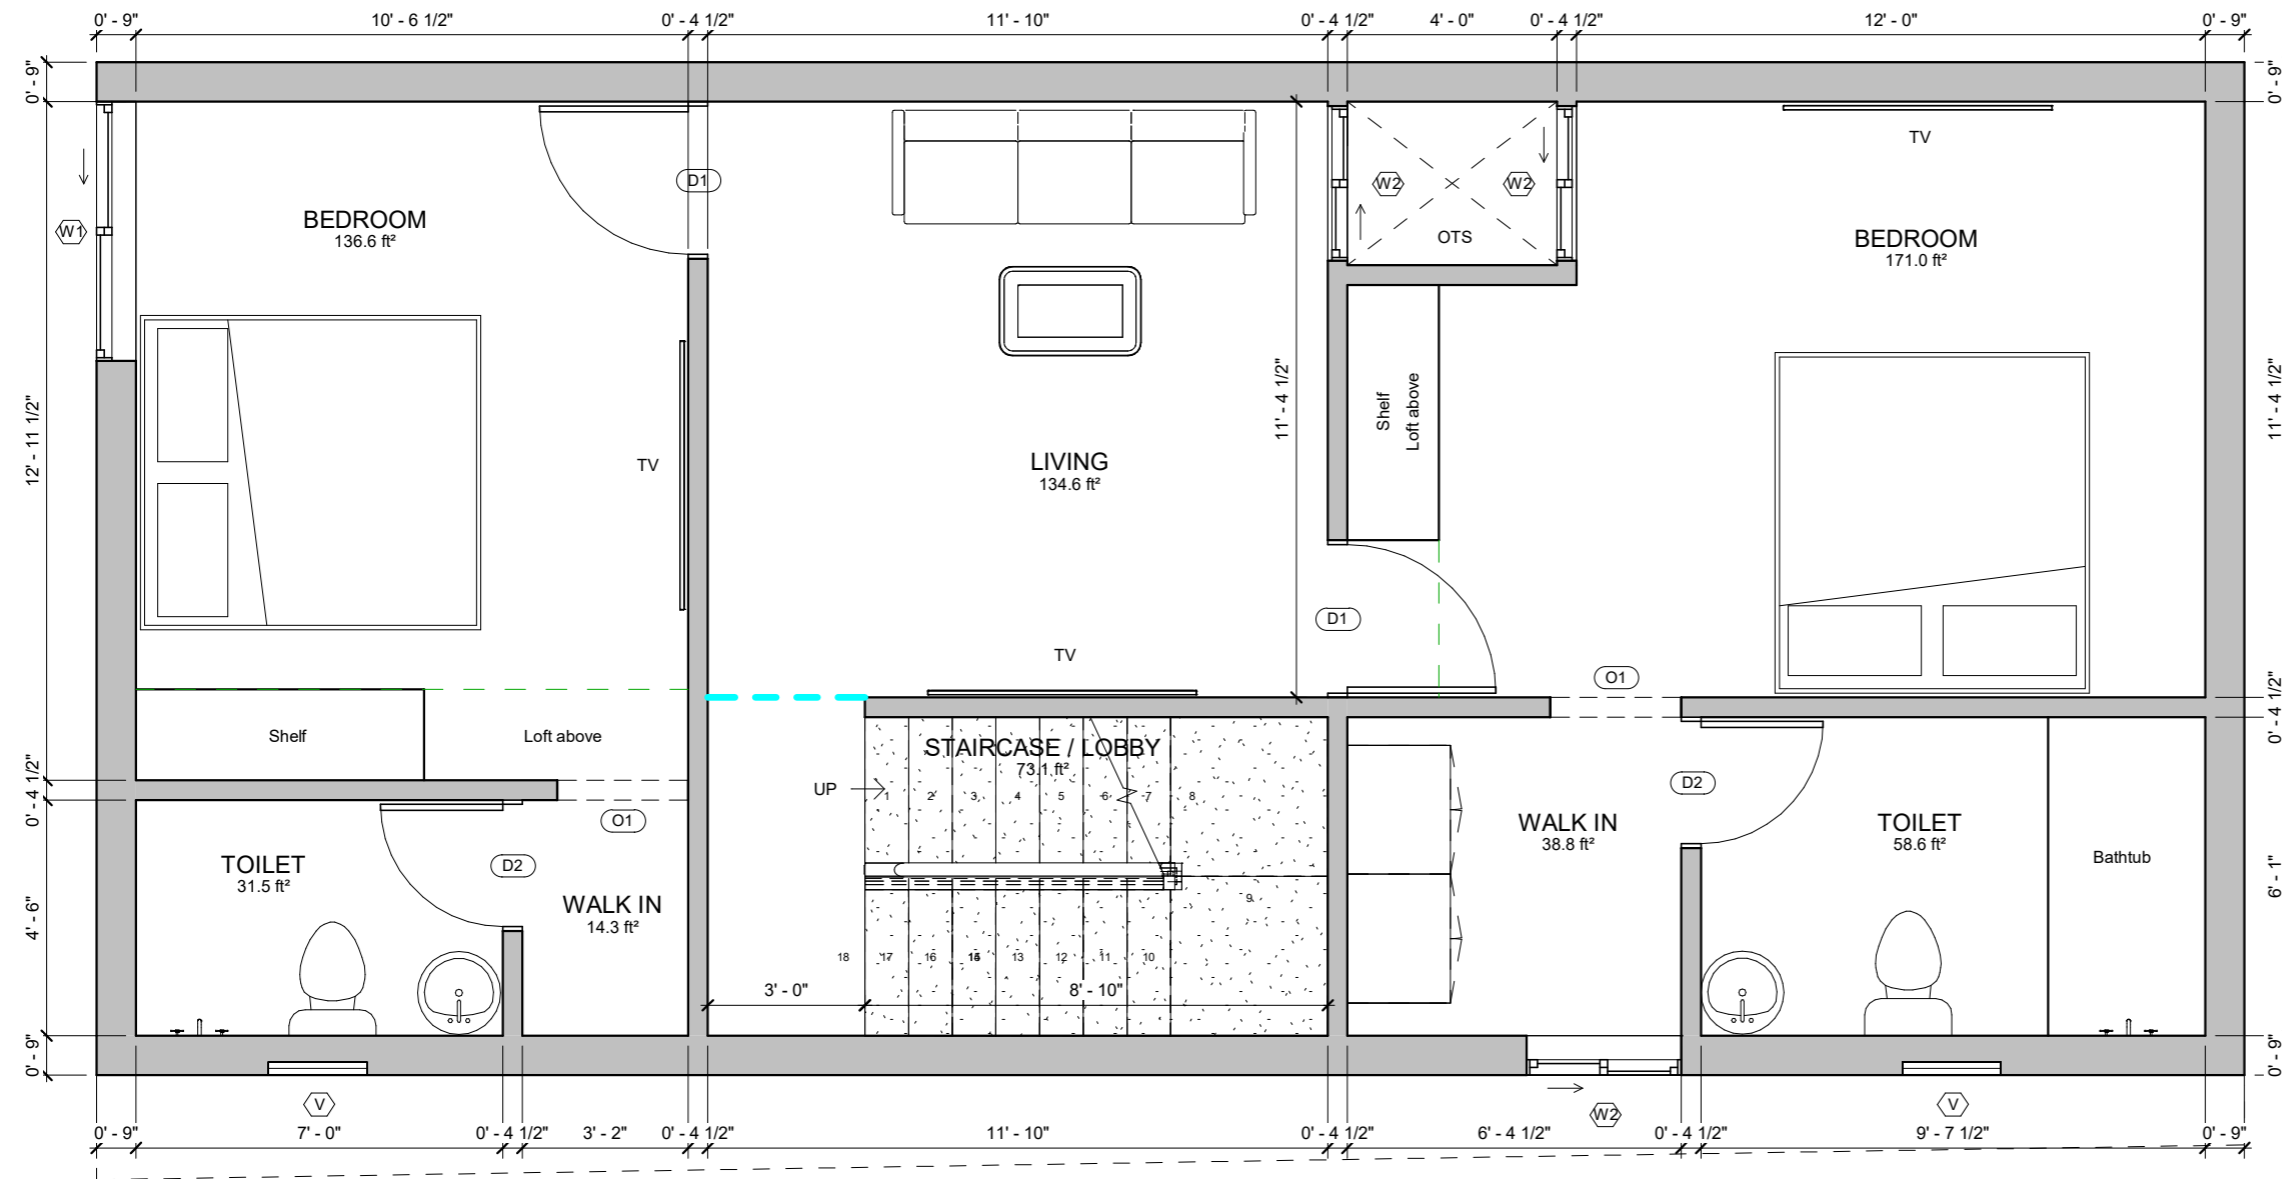 0' - 9" 10' - 6 1/2" 0' - 4 1/2" 11' - 10" 0' - 4 1/2" 4' - 0" 0' - 4 1/2" 12' - 0" 0' - 9"
0' - 9"
0' - 9"
TV
D1
W2
W2
W1
BEDROOM
136.6 ft²
OTS
BEDROOM
171.0 ft²
12' - 11 1/2"
11' - 4 1/2"
Shelf
Loft above
11' - 4 1/2"
TV
LIVING
134.6 ft²
D1
TV
O1
Shelf
Loft above
STAIRCASE / LOBBY
73.1 ft²
0' - 4 1/2"
0' - 4 1/2"
UP
1 2 3 4 5 6 7 8
O1
D2
D2
WALK IN
38.8 ft²
TOILET
58.6 ft²
Bathtub
TOILET
31.5 ft²
WALK IN
14.3 ft²
4' - 6"
6' - 1"
9
18 17 16 13 12 11 10
3' - 0" 8' - 10"
0' - 9"
0' - 9"
V
W2
V
0' - 9" 7' - 0" 0' - 4 1/2" 3' - 2" 0' - 4 1/2" 11' - 10" 0' - 4 1/2" 6' - 4 1/2" 0' - 4 1/2" 9' - 7 1/2" 0' - 9"